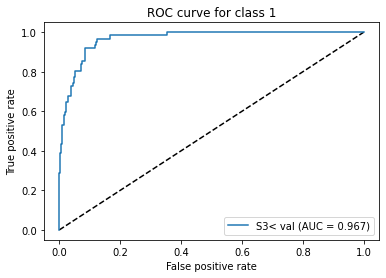 ROC curve for class 1
True positive rate
1.0
0.8
0.6
0.4
0.2
0.0
S3< val (AUC = 0.967)
0.0 0.2 0.4 0.6 0.8 1.0
False positive rate